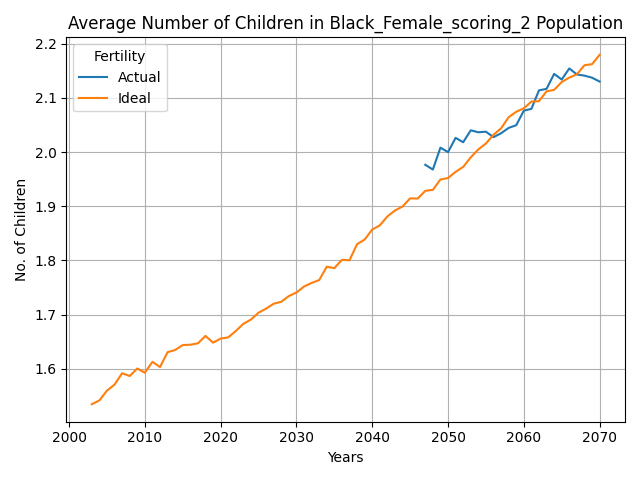 Average Number of Children in Black_Female_scoring_2 Population
Fertility
Actual
Ideal
No. of Children
2.2
2.1
2.0
1.9
1.8
1.7
1.6
2000 2010 2020 2030 2040 2050 2060 2070
Years